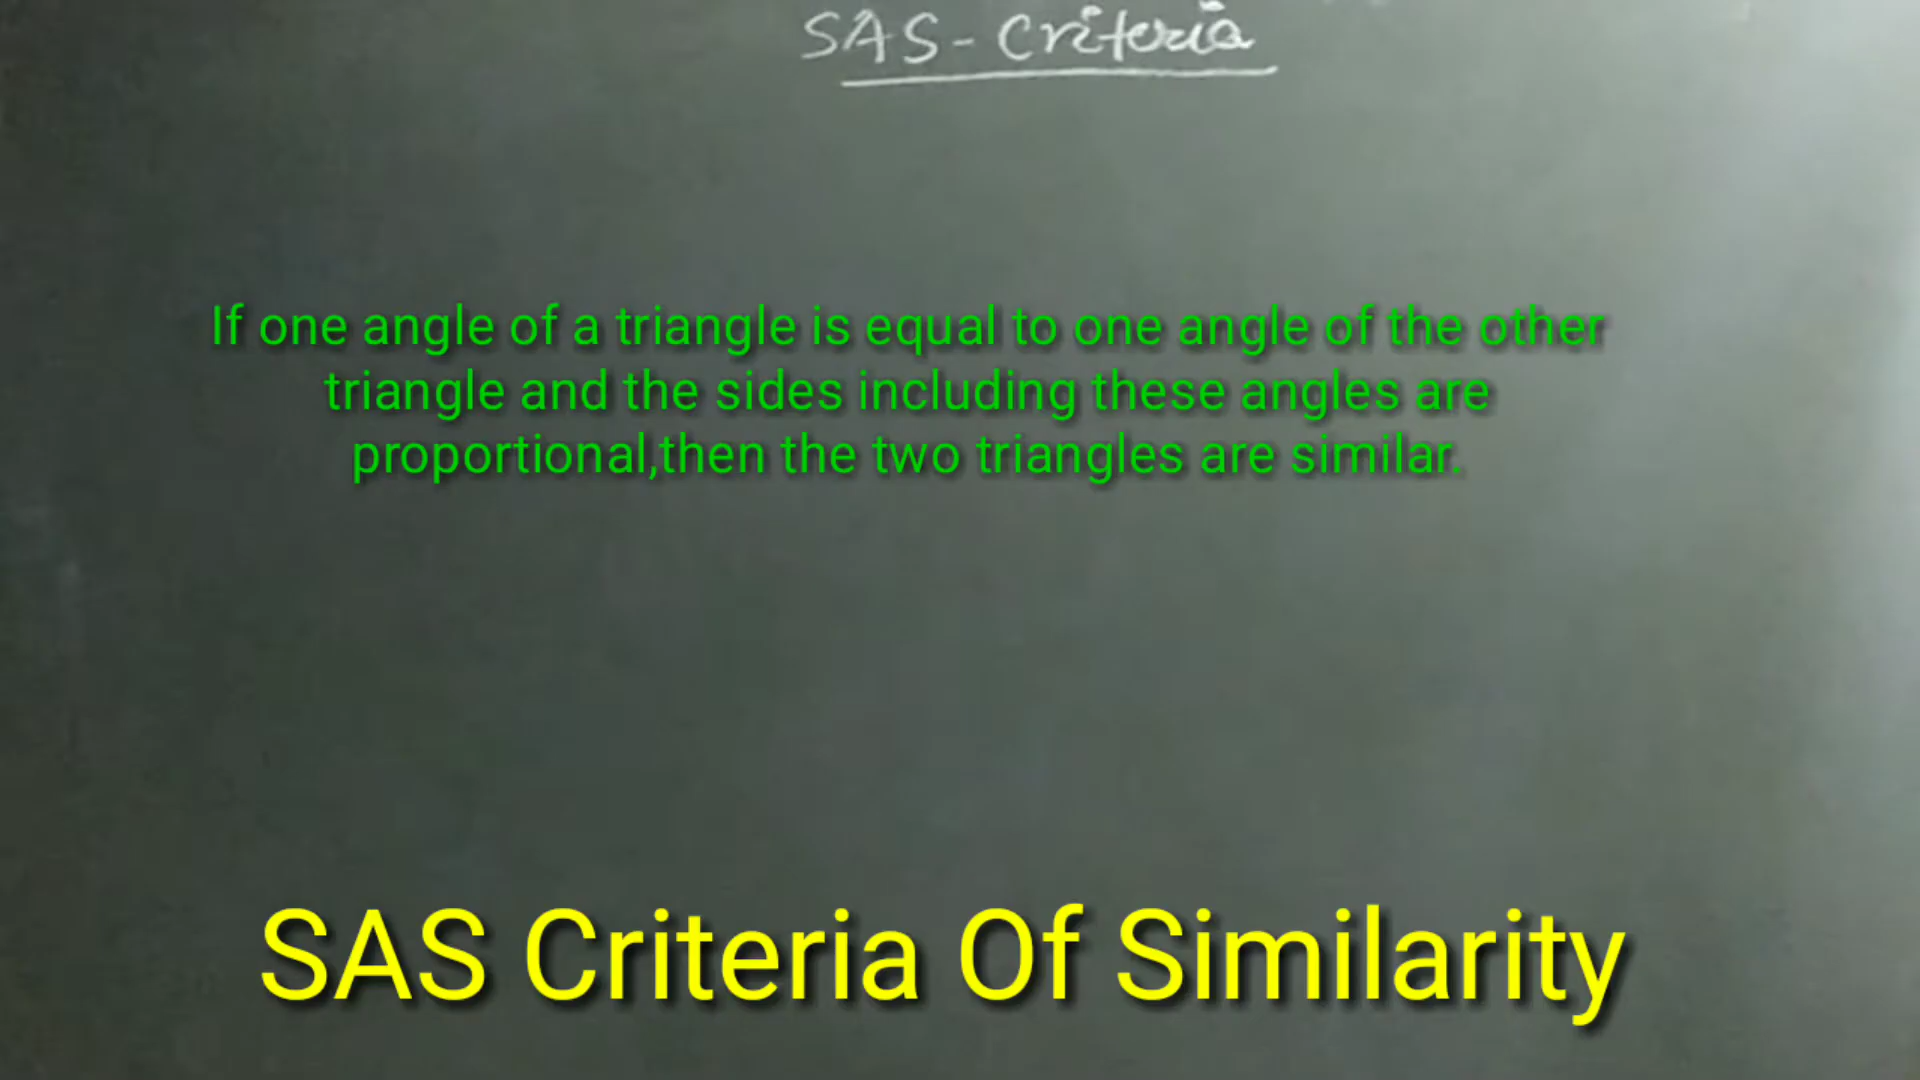 SAS - Criteria
If one angle of a triangle is equal to one angle of the other
triangle and the sides including these angles are
proportional,then the two triangles are similar.
SAS Criteria Of Similarity